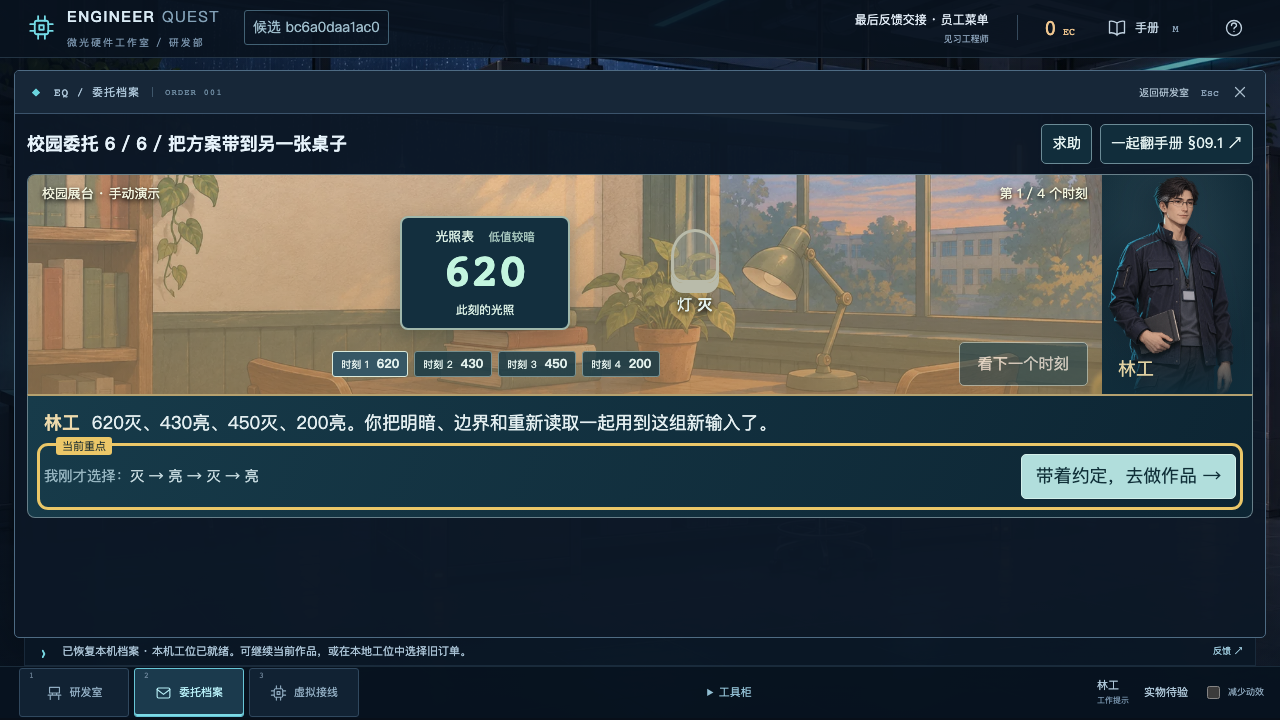 ENGINEER QUEST
微光硬件工作室 / 研发部
候选 bc6a0daa1ac0
最后反馈交接 · 员工菜单
见习工程师
0 EC
手册 M
EQ / 委托档案 ORDER 001
返回研发室 Esc
校园委托 6 / 6 / 把方案带到另一张桌子
求助
一起翻手册 §09.1 ↗
校园展台 · 手动演示
第 1 / 4 个时刻
光照表 低值较暗
620
此刻的光照
灯 灭
时刻 1 620
时刻 2 430
时刻 3 450
时刻 4 200
看下一个时刻
林工
林工 620灭、430亮、450灭、200亮。你把明暗、边界和重新读取一起用到这组新输入了。
当前重点
我刚才选择：灭 → 亮 → 灭 → 亮
带着约定，去做作品 →
已恢复本机档案 · 本机工位已就绪。可继续当前作品，或在本地工位中选择旧订单。
反馈 ↗
1 研发室
2 委托档案
3 虚拟接线
工具柜
林工
工作提示
实物待验
减少动效